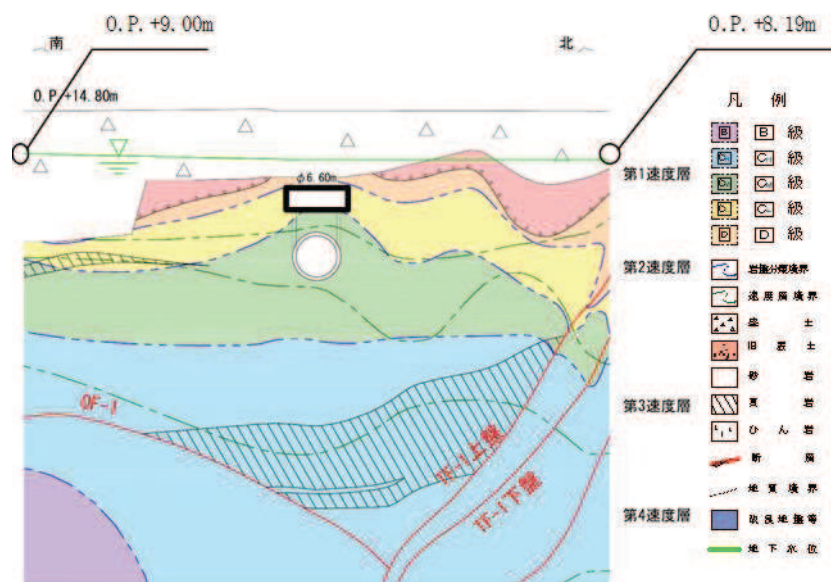 O.P.+9.00m
O.P.+8.19m
南
北
O.P.+14.80m
凡 例
B B 級
級
級
級
D D 級
φ6.60m
第1速度層
第2速度層
第3速度層
第4速度層
岩盤分類境界
速度層境界
盛 土
旧表土
砂 岩
頁 岩
ひん岩
断 層
地質境界
改良地盤等
地下水位
OF-1
TF-1上盤
TF-1下盤